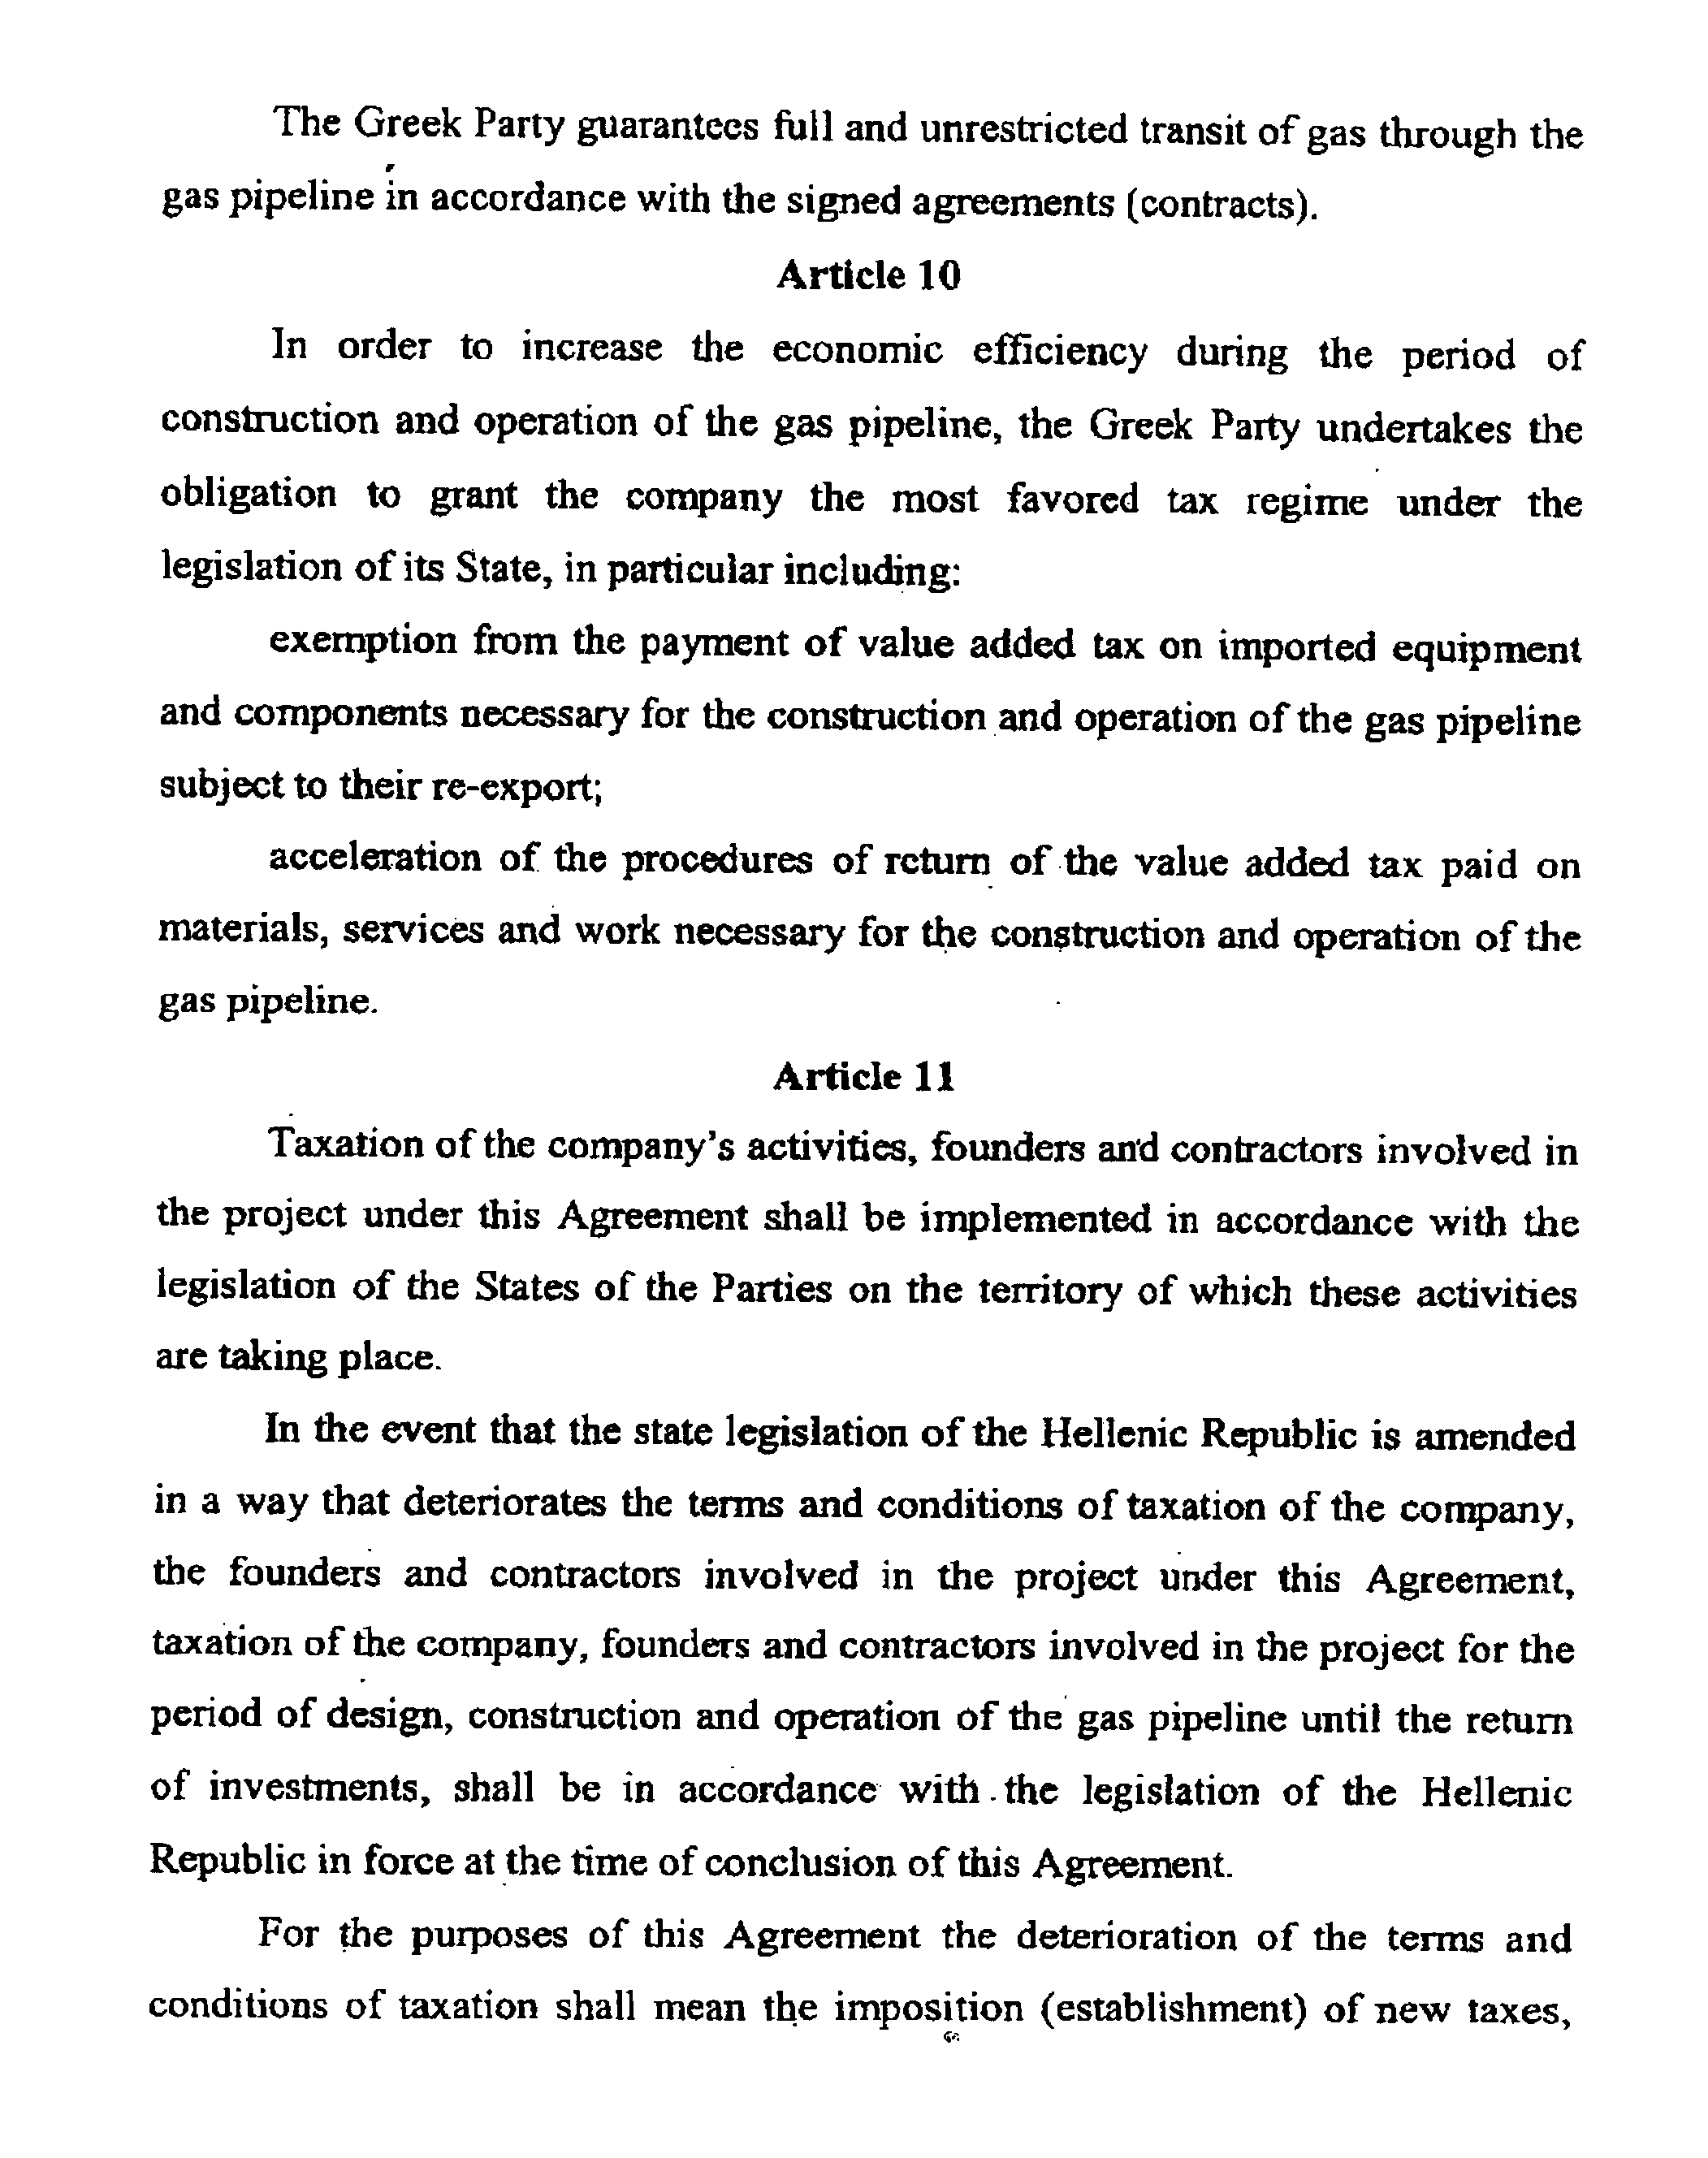 The Greek Party guarantees full and unrestricted transit of gas through the
gas pipeline in accordance with the signed agreements (contracts).
Article 10
In order to increase the economic efficiency during the period of
construction and operation of the gas pipeline, the Greek Party undertakes the
obligation to grant the company the most favored tax regime under the
legislation of its State, in particular including:
exemption from the payment of value added tax on imported equipment
and components necessary for the construction and operation of the gas pipeline
subject to their re-export;
acceleration of the procedures of return of the value added tax paid on
materials, services and work necessary for the construction and operation of the
gas pipeline.
Article 11
Taxation of the company's activities, founders and contractors involved in
the project under this Agreement shall be implemented in accordance with the
legislation of the States of the Parties on the territory of which these activities
are taking place.
In the event that the state legislation of the Hellenic Republic is amended
in a way that deteriorates the terms and conditions of taxation of the company,
the founders and contractors involved in the project under this Agreement,
taxation of the company, founders and contractors involved in the project for the
period of design, construction and operation of the gas pipeline until the return
of investments, shall be in accordance with the legislation of the Hellenic
Republic in force at the time of conclusion of this Agreement.
For the purposes of this Agreement the deterioration of the terms and
conditions of taxation shall mean the imposition (establishment) of new taxes,